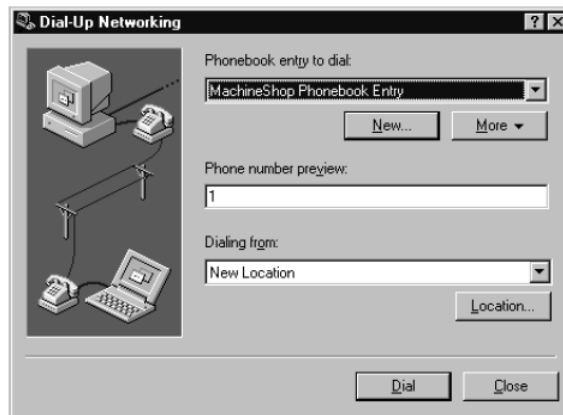 Dial-Up Networking
Phonebook entry to dial:
MachineShop Phonebook Entry
New... More
Phone number preview:
1
Dialing from:
New Location
Location...
Dial Close